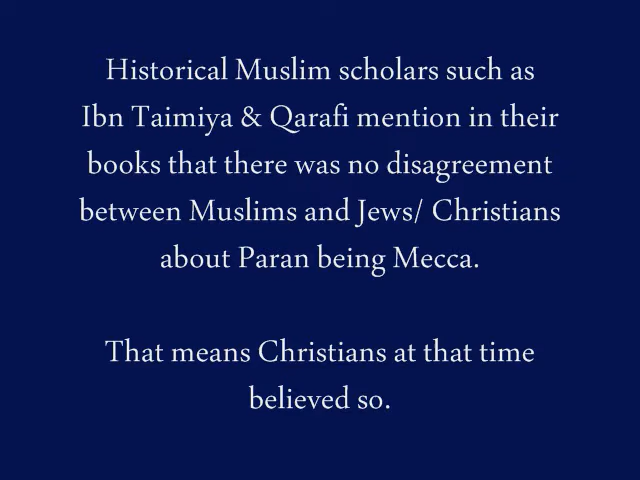 Historical Muslim scholars such as
Ibn Taimiya & Qarafi mention in their
books that there was no disagreement
between Muslims and Jews/ Christians
about Paran being Mecca.
That means Christians at that time
believed so.